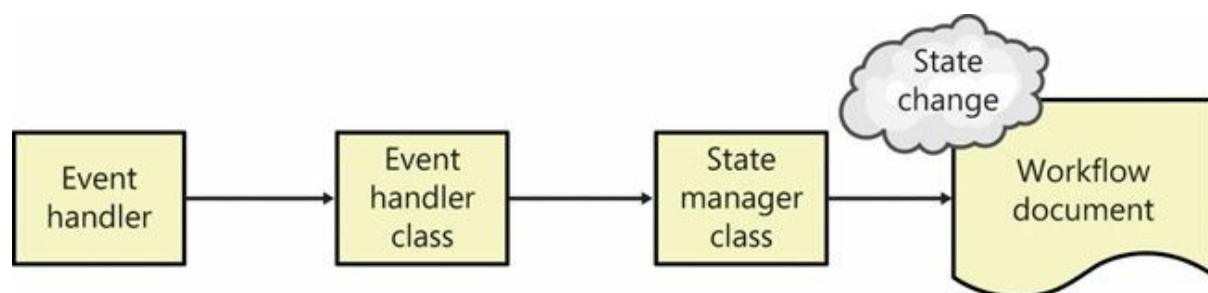 Event
handler
Event
handler
class
State
manager
class
State
change
Workflow
document